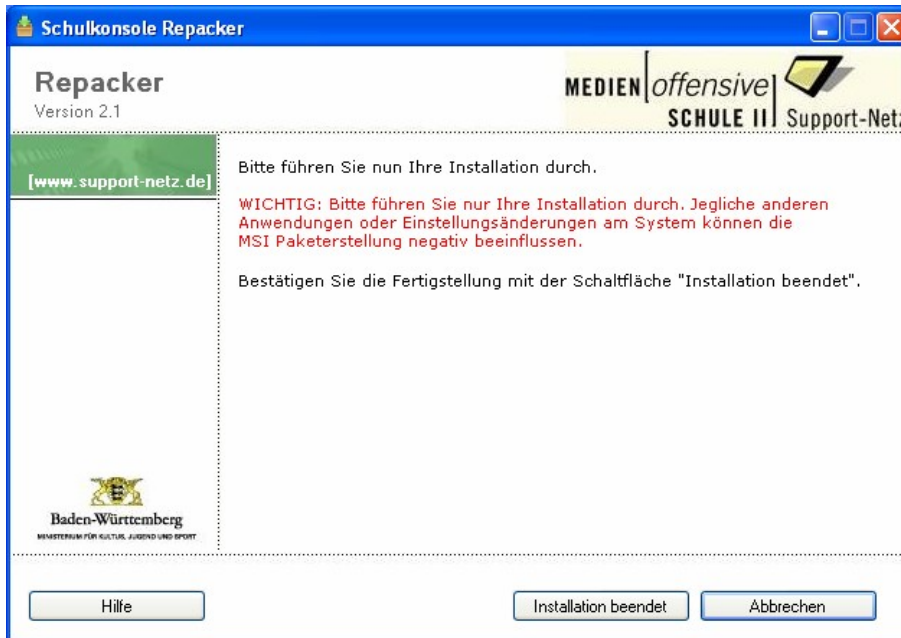 Schulkonsole Repacker
Repacker
Version 2.1
MEDIEN offensive
SCHULE II Support-Netz
[www.support-netz.de]
Bitte führen Sie nun Ihre Installation durch.
WICHTIG: Bitte führen Sie nur Ihre Installation durch. Jegliche anderen
Anwendungen oder Einstellungsänderungen am System können die
MSI Paketerstellung negativ beeinflussen.
Bestätigen Sie die Fertigstellung mit der Schaltfläche "Installation beendet".
Baden-Württemberg
MINISTERIUM FÜR KULTUS, JUGEND UND SPORT
Hilfe
Installation beendet
Abbrechen